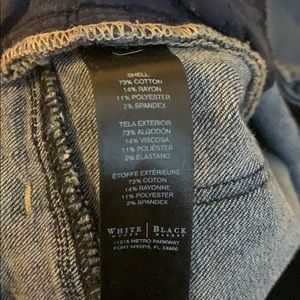 SHELL:
73% COTTON
14% RAYON
11% POLYESTER
2% SPANDEX
TELA EXTERIOR:
73% ALGODÓN
14% VISCOSA
11% POLIÉSTER
2% ELASTANO
ÉTOFFE EXTÉRIEURE:
73% COTON
14% RAYONNE
11% POLYESTER
2% SPANDEX
WHITE | BLACK
HOUSE MARKET
11215 METRO PARKWAY
FORT MYERS, FL 33966